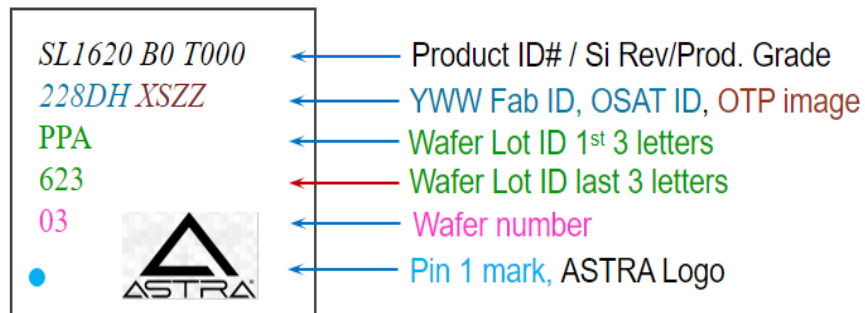 SL1620 B0 T000 Product ID# / Si Rev/Prod. Grade
228DH XSZZ YWW Fab ID, OSAT ID, OTP image
PPA Wafer Lot ID 1st 3 letters
623 Wafer Lot ID last 3 letters
03 Wafer number
ASTRA Pin 1 mark, ASTRA Logo